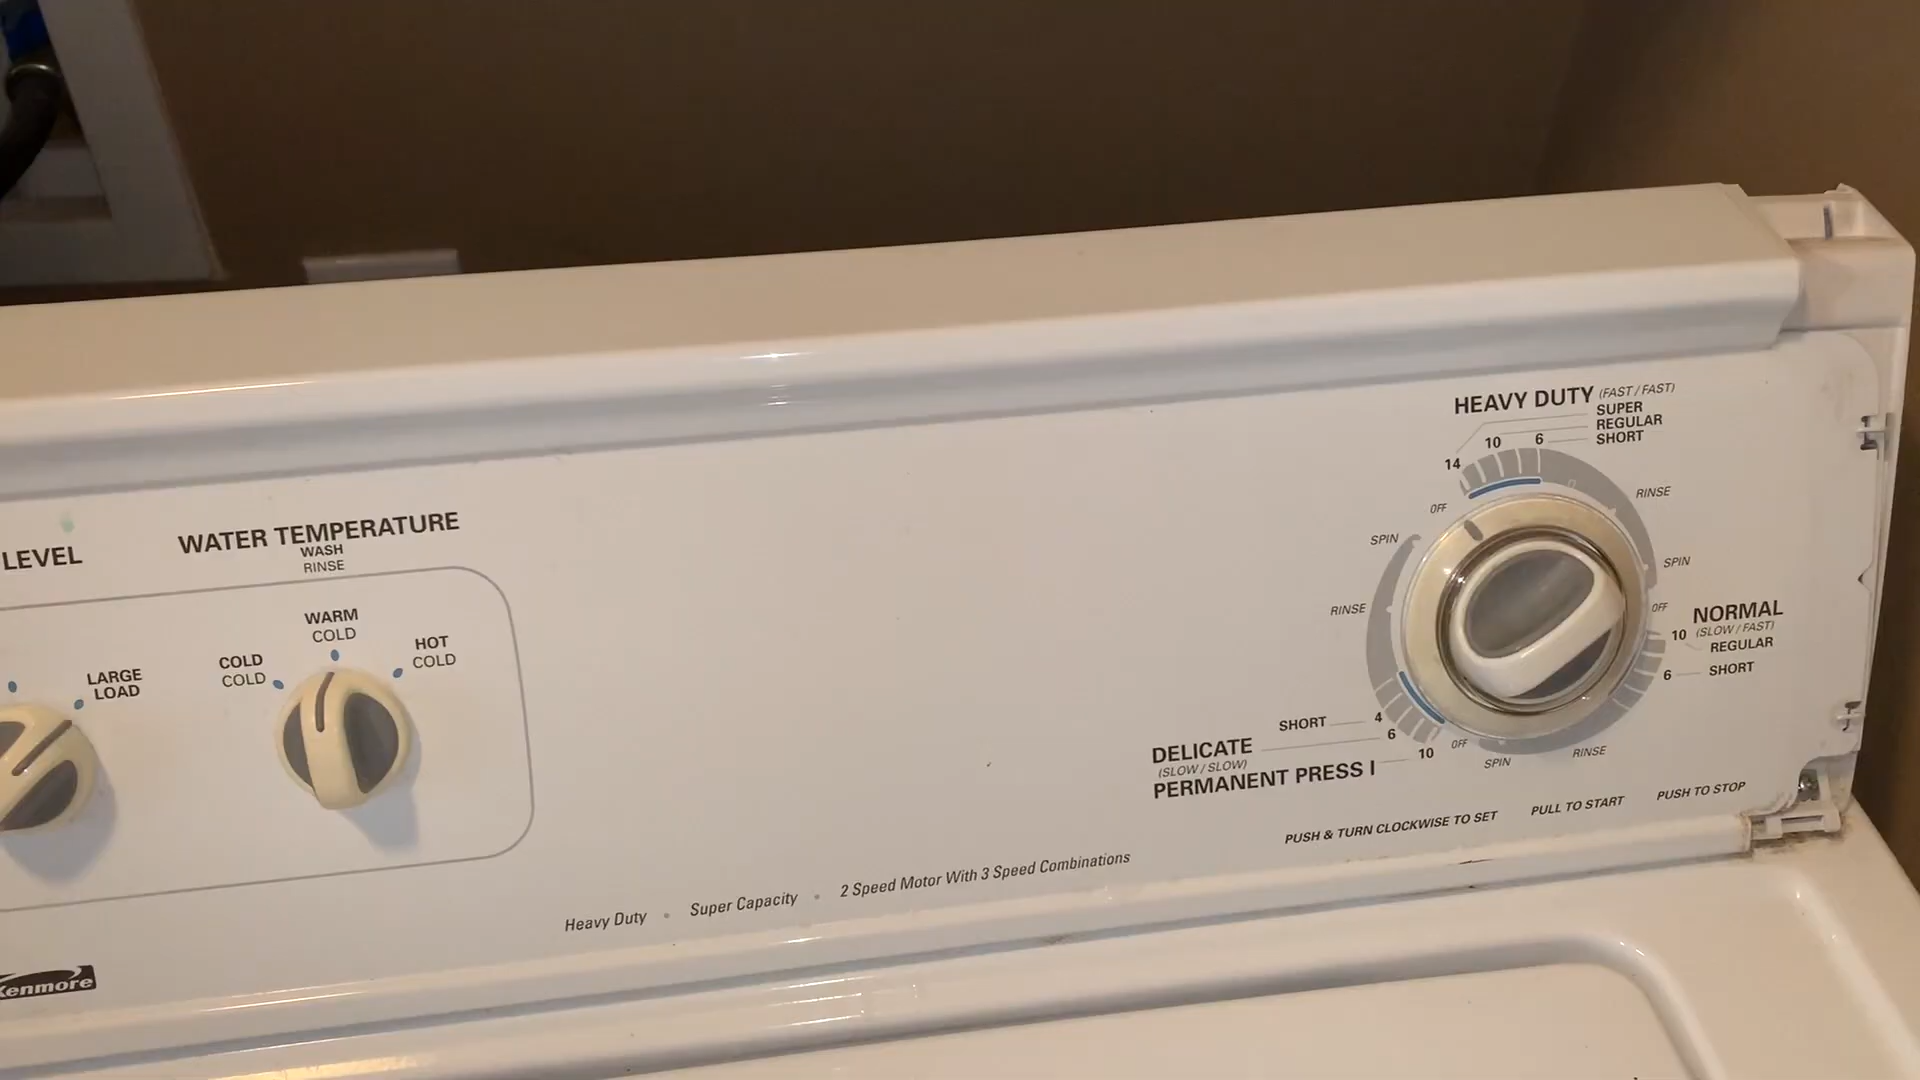 HEAVY DUTY (FAST / FAST)
SUPER
REGULAR
SHORT
14 10 6
OFF
RINSE
SPIN
SPIN
RINSE
OFF
NORMAL
(SLOW / FAST)
10 REGULAR
6 SHORT
SHORT 4
6
DELICATE
(SLOW / SLOW)
10
PERMANENT PRESS I
OFF
SPIN
RINSE
PUSH & TURN CLOCKWISE TO SET PULL TO START PUSH TO STOP
LEVEL
LARGE
LOAD
WATER TEMPERATURE
WASH
RINSE
WARM
COLD
COLD
COLD
HOT
COLD
Heavy Duty • Super Capacity • 2 Speed Motor With 3 Speed Combinations
Kenmore